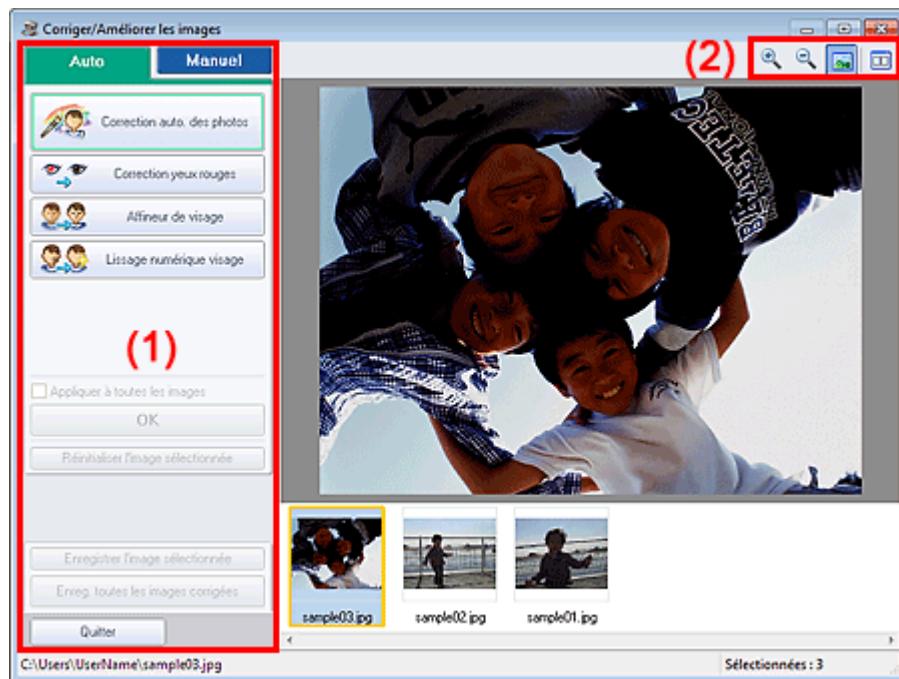 Corriger/Améliorer les images
Auto
Manuel
(2)
Correction auto. des photos
Correction yeux rouges
Affineur de visage
Lissage numérique visage
(1)
Appliquer à toutes les images
OK
Réinitialiser l'image sélectionnée
Enregistrer l'image sélectionnée
Enreg. toutes les images corrigées
Quitter
sample03.jpg
sample02.jpg
sample01.jpg
C:\Users\UserName\sample03.jpg
Sélectionnées : 3